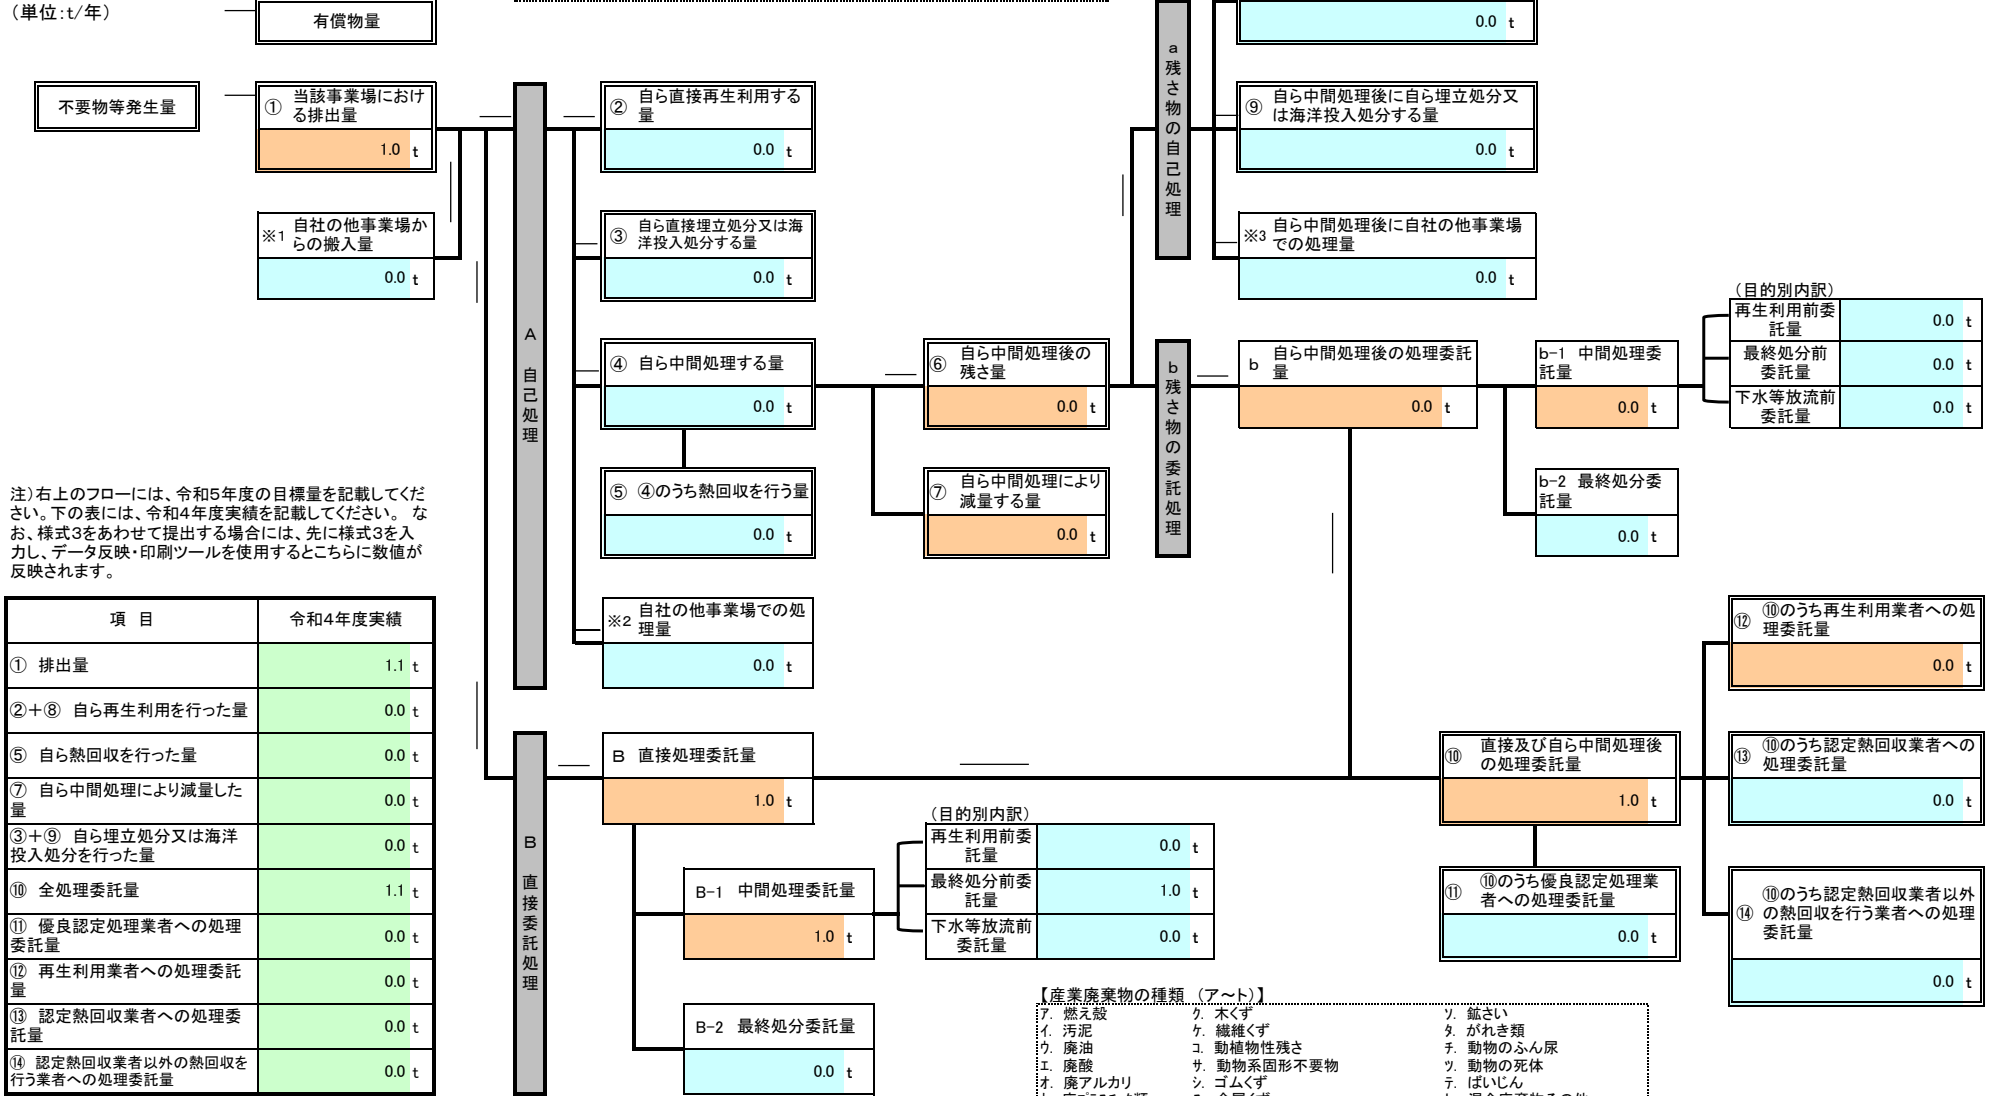 （単位:t/年）
有償物量
不要物等発生量
① 当該事業場におけ
る排出量
1.0 t
※1 自社の他事業場か
らの搬入量
0.0 t
A 自己処理
② 自ら直接再生利用する
量
0.0 t
③ 自ら直接埋立処分又は海
洋投入処分する量
0.0 t
④ 自ら中間処理する量
0.0 t
⑤ ④のうち熱回収を行う量
0.0 t
※2 自社の他事業場での処
理量
0.0 t
⑥ 自ら中間処理後の
残さ量
0.0 t
⑦ 自ら中間処理により
減量する量
0.0 t
a 残さ物の自己処理
0.0 t
⑨ 自ら中間処理後に自ら埋立処分又
は海洋投入処分する量
0.0 t
※3 自ら中間処理後に自社の他事業場
での処理量
0.0 t
b 残さ物の委託処理
b 自ら中間処理後の処理委託
量
0.0 t
b-1 中間処理委
託量
0.0 t
b-2 最終処分委
託量
0.0 t
（目的別内訳）
再生利用前委
託量
0.0 t
最終処分前
委託量
0.0 t
下水等放流前
委託量
0.0 t
注）右上のフローには、令和5年度の目標量を記載してくだ
さい。下の表には、令和4年度実績を記載してください。 な
お、様式3をあわせて提出する場合には、先に様式3を入
力し、データ反映・印刷ツールを使用するとこちらに数値が
反映されます。
項 目 令和4年度実績
① 排出量 1.1 t
②＋⑧ 自ら再生利用を行った量 0.0 t
⑤ 自ら熱回収を行った量 0.0 t
⑦ 自ら中間処理により減量した
量 0.0 t
③＋⑨ 自ら埋立処分又は海洋
投入処分を行った量 0.0 t
⑩ 全処理委託量 1.1 t
⑪ 優良認定処理業者への処理
委託量 0.0 t
⑫ 再生利用業者への処理委託
量 0.0 t
⑬ 認定熱回収業者への処理委
託量 0.0 t
⑭ 認定熱回収業者以外の熱回収を
行う業者への処理委託量 0.0 t
B 直接委託処理
B 直接処理委託量
1.0 t
B-1 中間処理委託量
1.0 t
B-2 最終処分委託量
0.0 t
（目的別内訳）
再生利用前委
託量
0.0 t
最終処分前委
託量
1.0 t
下水等放流前
委託量
0.0 t
⑩ 直接及び自ら中間処理後
の処理委託量
1.0 t
⑪ ⑩のうち優良認定処理業
者への処理委託量
0.0 t
⑫ ⑩のうち再生利用業者への処
理委託量
0.0 t
⑬ ⑩のうち認定熱回収業者への
処理委託量
0.0 t
⑭ ⑩のうち認定熱回収業者以外
の熱回収を行う業者への処理
委託量
0.0 t
【産業廃棄物の種類 （ア～ト）】
ア. 燃え殻 ク. 木くず ソ. 鉱さい
イ. 汚泥 ケ. 繊維くず タ. がれき類
ウ. 廃油 コ. 動植物性残さ チ. 動物のふん尿
エ. 廃酸 サ. 動物系固形不要物 ツ. 動物の死体
オ. 廃アルカリ シ. ゴムくず テ. ばいじん